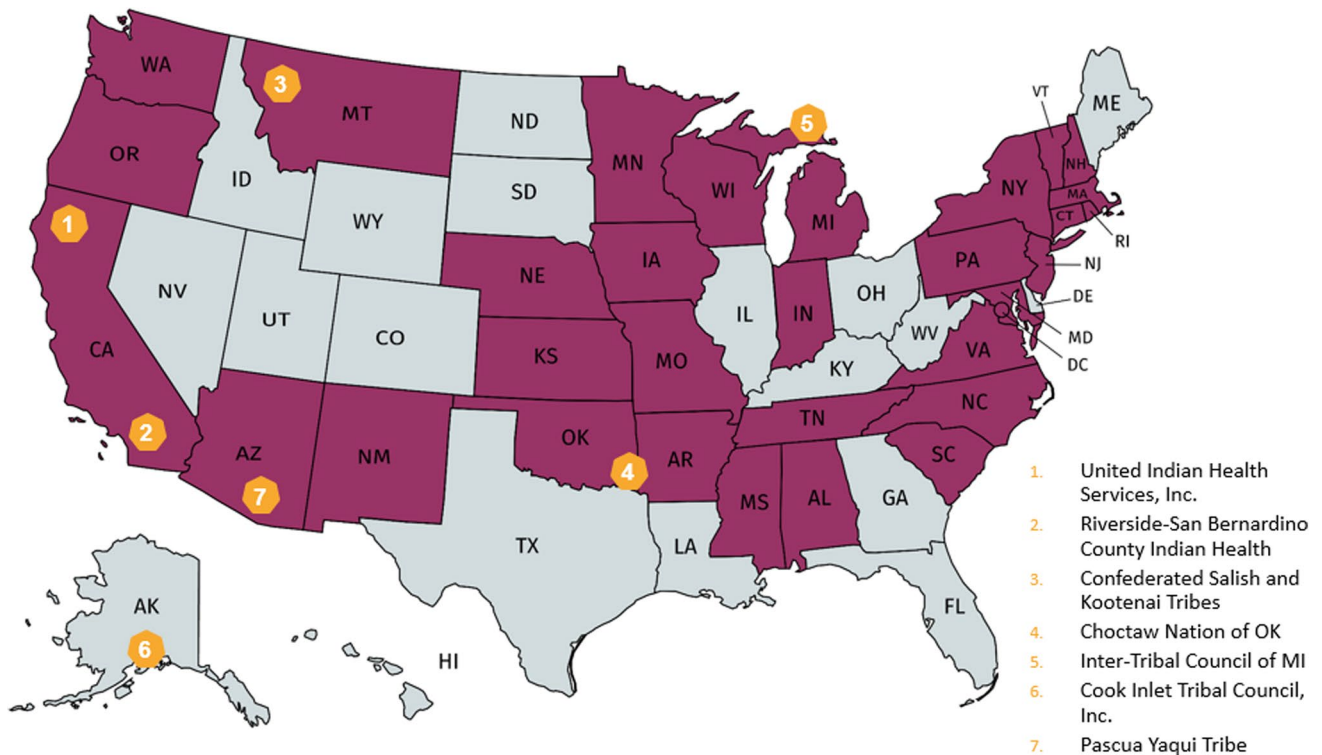 WA
3
MT
ND
MN
5
VT
ME
OR
ID
SD
WI
NY
NH
MA
1
WY
MI
CT
RI
NV
NE
IA
PA
NJ
UT
CO
IL
IN
OH
DE
WV
MD
CA
KS
MO
KY
VA
DC
2
AZ
NM
OK
4
AR
TN
NC
7
MS
AL
GA
SC
TX
LA
FL
AK
6
HI
1. United Indian Health
Services, Inc.
2. Riverside-San Bernardino
County Indian Health
3. Confederated Salish and
Kootenai Tribes
4. Choctaw Nation of OK
5. Inter-Tribal Council of MI
6. Cook Inlet Tribal Council,
Inc.
7. Pascua Yaqui Tribe